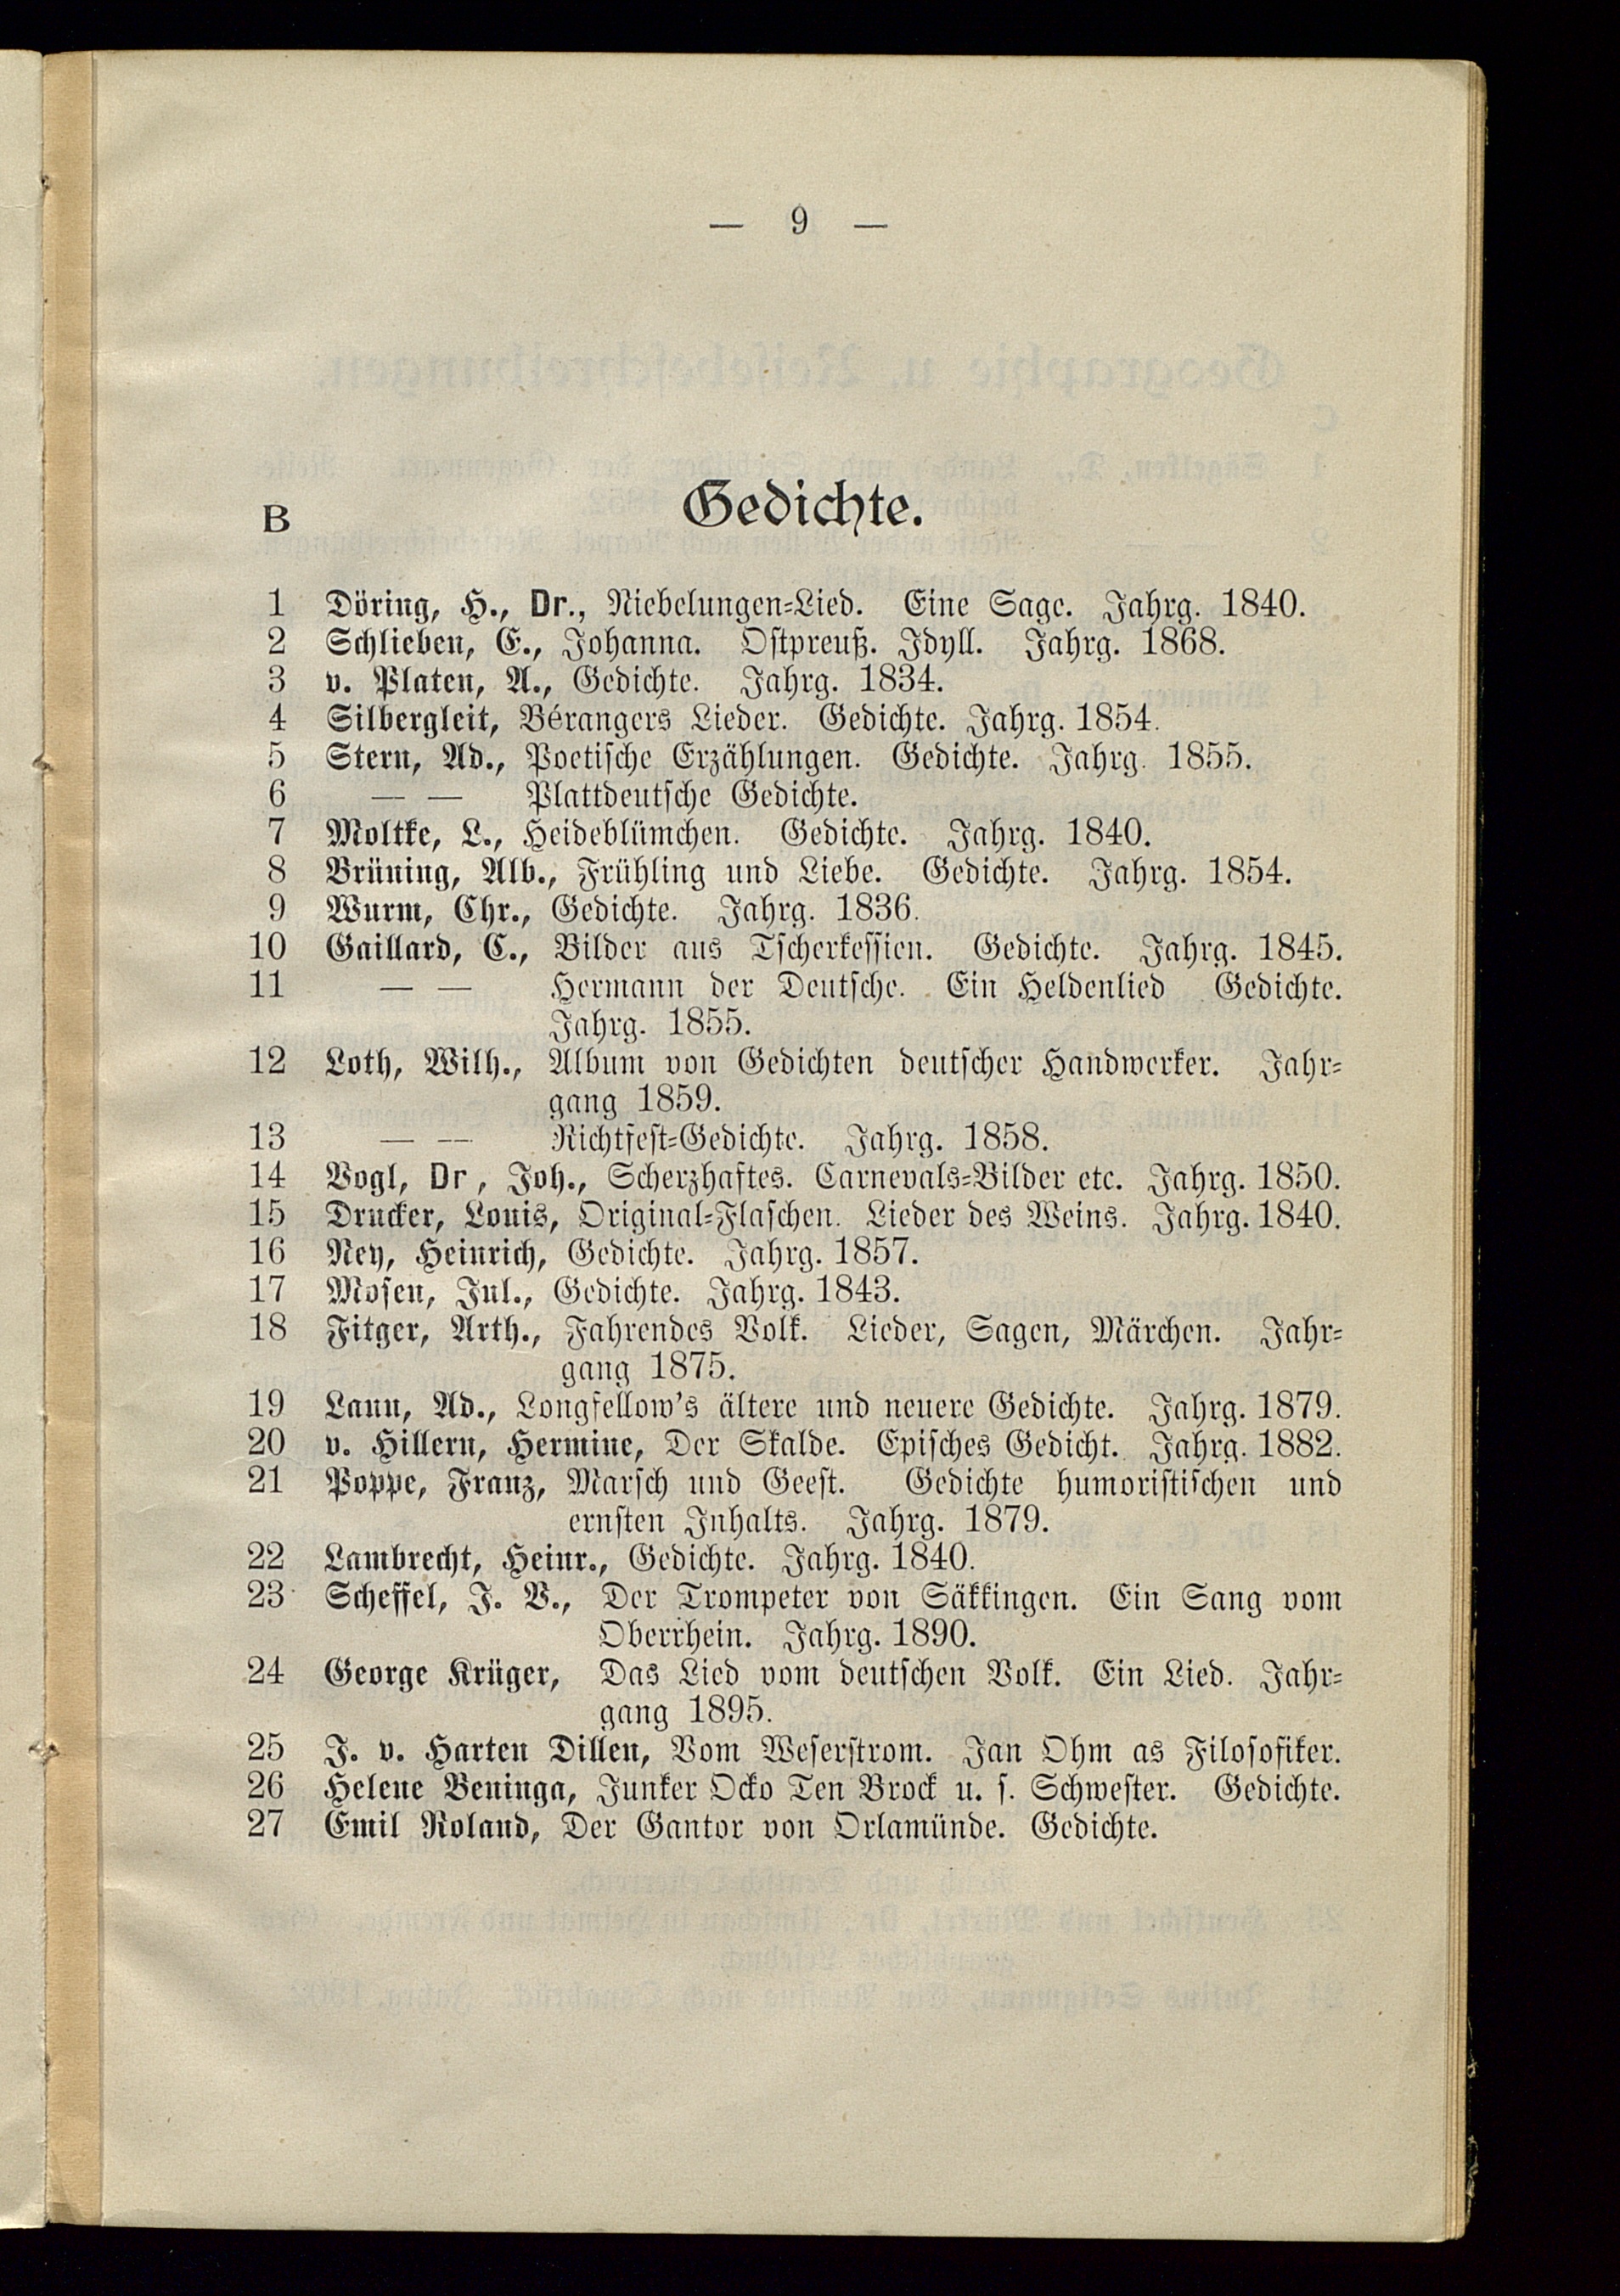 — 9 —
B Gedichte.
1 Döring, H., Dr., Niebelungen-Lied. Eine Sage. Jahrg. 1840.
2 Schlieben, E., Johanna. Ostpreuß. Idyll. Jahrg. 1868.
3 v. Platen, A., Gedichte. Jahrg. 1834.
4 Silbergleit, Bérangers Lieder. Gedichte. Jahrg. 1854.
5 Stern, Ad., Poetische Erzählungen. Gedichte. Jahrg. 1855.
6 — — Plattdeutsche Gedichte.
7 Moltke, L., Heideblümchen. Gedichte. Jahrg. 1840.
8 Brüning, Alb., Frühling und Liebe. Gedichte. Jahrg. 1854.
9 Wurm, Chr., Gedichte. Jahrg. 1836.
10 Gaillard, C., Bilder aus Tscherkessien. Gedichte. Jahrg. 1845.
11 — — Hermann der Deutsche. Ein Heldenlied Gedichte.
Jahrg. 1855.
12 Loth, Wilh., Album von Gedichten deutscher Handwerker. Jahr-
gang 1859.
13 — — Richtfest-Gedichte. Jahrg. 1858.
14 Vogl, Dr, Joh., Scherzhaftes. Carnevals-Bilder etc. Jahrg. 1850.
15 Drucker, Louis, Original-Flaschen. Lieder des Weins. Jahrg. 1840.
16 Ney, Heinrich, Gedichte. Jahrg. 1857.
17 Mosen, Jul., Gedichte. Jahrg. 1843.
18 Fitger, Arth., Fahrendes Volk. Lieder, Sagen, Märchen. Jahr-
gang 1875.
19 Laun, Ad., Longfellow's ältere und neuere Gedichte. Jahrg. 1879.
20 v. Hillern, Hermine, Der Skalde. Episches Gedicht. Jahrg. 1882.
21 Poppe, Franz, Marsch und Geest. Gedichte humoristischen und
ernsten Inhalts. Jahrg. 1879.
22 Lambrecht, Heinr., Gedichte. Jahrg. 1840.
23 Scheffel, J. V., Der Trompeter von Säkkingen. Ein Sang vom
Oberrhein. Jahrg. 1890.
24 George Krüger, Das Lied vom deutschen Volk. Ein Lied. Jahr-
gang 1895.
25 J. v. Harten Dillen, Vom Weserstrom. Jan Ohm as Filosofiker.
26 Helene Beninga, Junker Ocko Ten Brock u. s. Schwester. Gedichte.
27 Emil Roland, Der Gantor von Orlamünde. Gedichte.